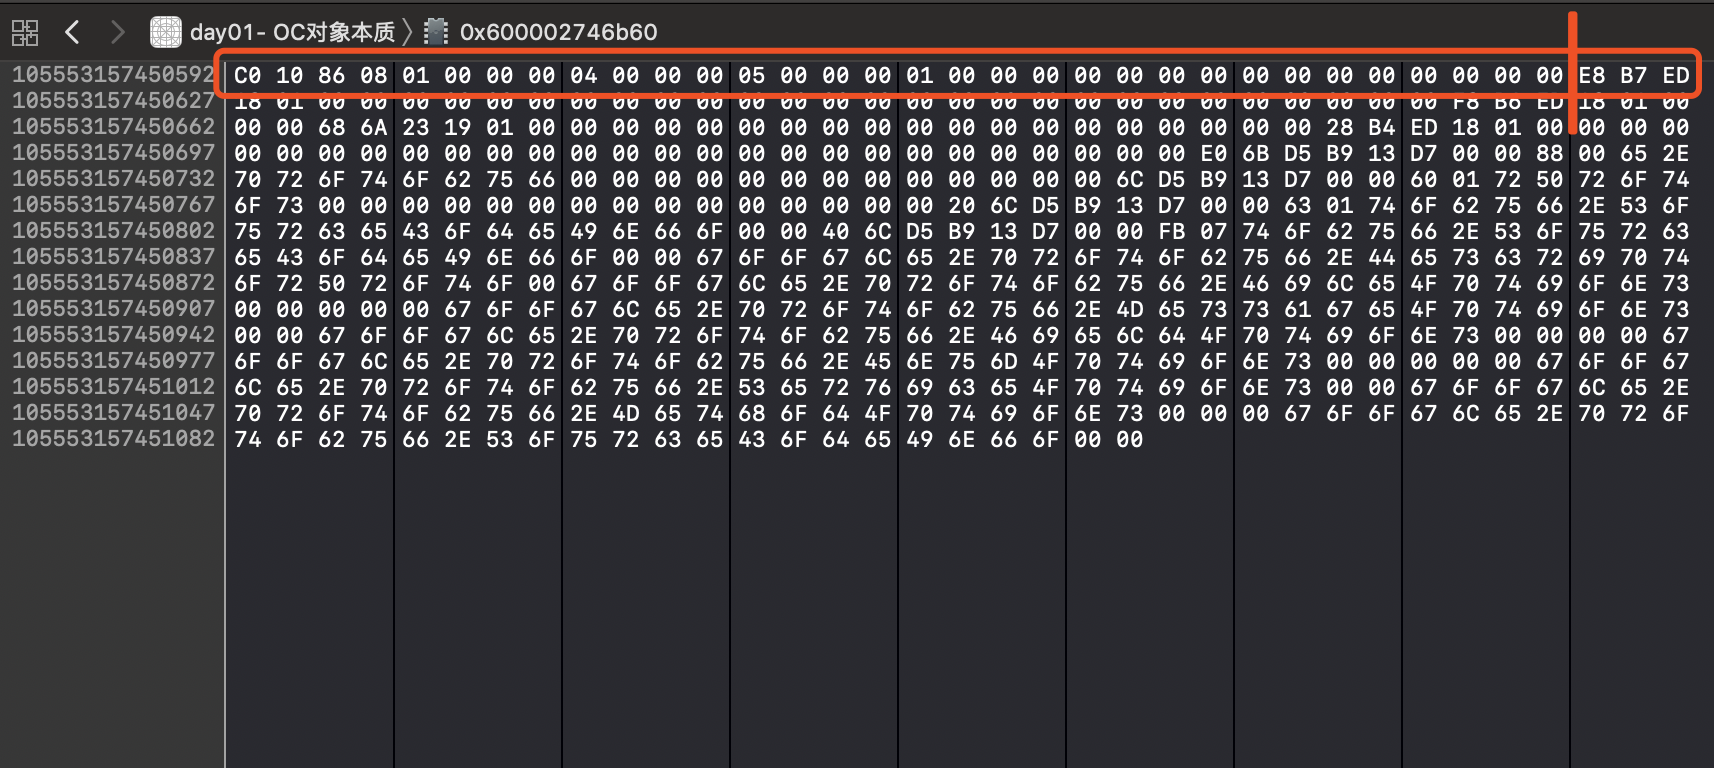 day01- OC对象本质 〉 0x600002746b60
105553157450592 C0 10 86 08 01 00 00 00 04 00 00 00 05 00 00 00 01 00 00 00 00 00 00 00 00 00 00 00 00 00 00 00 E8 B7 ED
105553157450627 18 01 00 00 00 00 00 00 00 00 00 00 00 00 00 00 00 00 00 00 00 00 00 00 00 00 00 00 00 F8 B6 ED 18 01 00
105553157450662 00 00 68 6A 23 19 01 00 00 00 00 00 00 00 00 00 00 00 00 00 00 00 00 00 00 00 28 B4 ED 18 01 00 00 00 00
105553157450697 00 00 00 00 00 00 00 00 00 00 00 00 00 00 00 00 00 00 00 00 00 00 00 E0 6B D5 B9 13 D7 00 00 88 00 65 2E
105553157450732 70 72 6F 74 6F 62 75 66 00 00 00 00 00 00 00 00 00 00 00 00 00 6C D5 B9 13 D7 00 00 60 01 72 50 72 6F 74
105553157450767 6F 73 00 00 00 00 00 00 00 00 00 00 00 00 00 00 00 20 6C D5 B9 13 D7 00 00 63 01 74 6F 62 75 66 2E 53 6F
105553157450802 75 72 63 65 43 6F 64 65 49 6E 66 6F 00 00 40 6C D5 B9 13 D7 00 00 FB 07 74 6F 62 75 66 2E 53 6F 75 72 63
105553157450837 65 43 6F 64 65 49 6E 66 6F 00 00 67 6F 6F 67 6C 65 2E 70 72 6F 74 6F 62 75 66 2E 44 65 73 63 72 69 70 74
105553157450872 6F 72 50 72 6F 74 6F 00 67 6F 6F 67 6C 65 2E 70 72 6F 74 6F 62 75 66 2E 46 69 6C 65 4F 70 74 69 6F 6E 73
105553157450907 00 00 00 00 00 67 6F 6F 67 6C 65 2E 70 72 6F 74 6F 62 75 66 2E 4D 65 73 73 61 67 65 4F 70 74 69 6F 6E 73
105553157450942 00 00 67 6F 6F 67 6C 65 2E 70 72 6F 74 6F 62 75 66 2E 46 69 65 6C 64 4F 70 74 69 6F 6E 73 00 00 00 00 67
105553157450977 6F 6F 67 6C 65 2E 70 72 6F 74 6F 62 75 66 2E 45 6E 75 6D 4F 70 74 69 6F 6E 73 00 00 00 00 00 67 6F 6F 67
105553157451012 6C 65 2E 70 72 6F 74 6F 62 75 66 2E 53 65 72 76 69 63 65 4F 70 74 69 6F 6E 73 00 00 67 6F 6F 67 6C 65 2E
105553157451047 70 72 6F 74 6F 62 75 66 2E 4D 65 74 68 6F 64 4F 70 74 69 6F 6E 73 00 00 00 67 6F 6F 67 6C 65 2E 70 72 6F
105553157451082 74 6F 62 75 66 2E 53 6F 75 72 63 65 43 6F 64 65 49 6E 66 6F 00 00